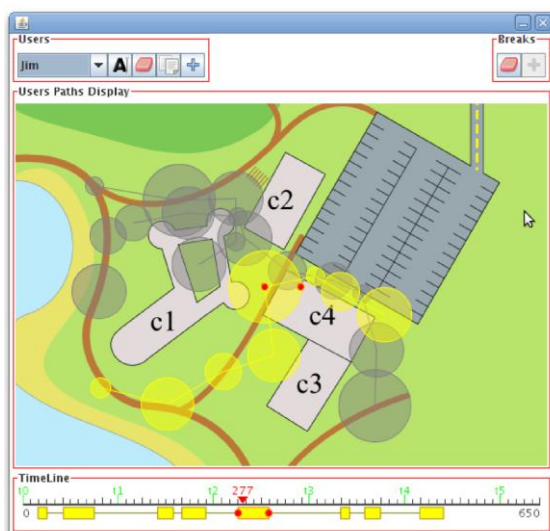 Users
Breaks
Jim
A
Users Paths Display
c2
c4
c1
c3
TimeLine
t0 t1 t2 277 t3 t4 t5
0 650